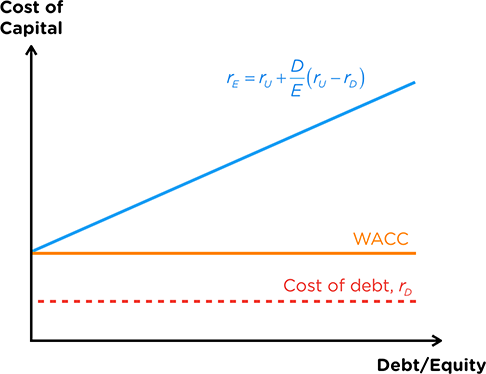 Cost of
Capital
r_E = r_U + D/E (r_U − r_D)
WACC
Cost of debt, r_D
Debt/Equity